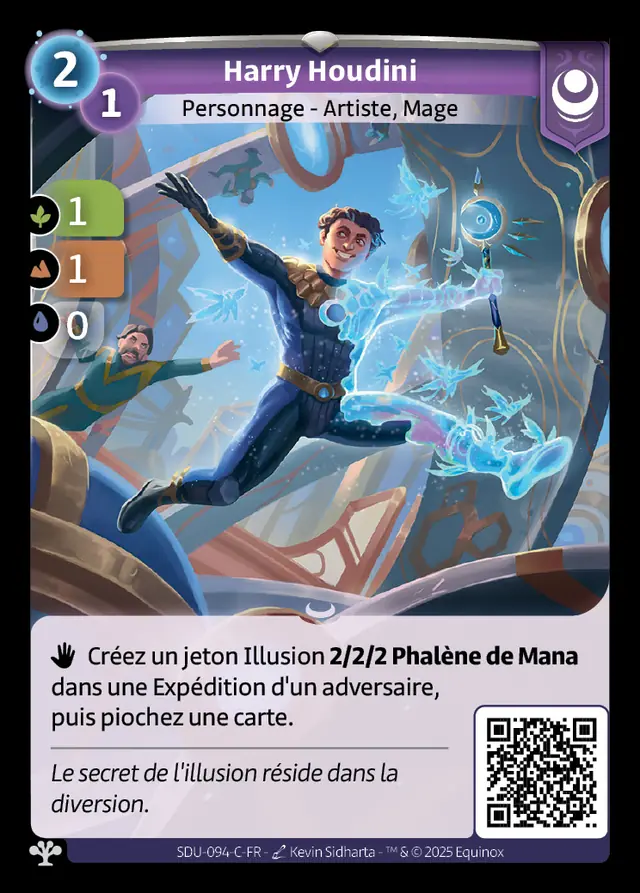 2
Harry Houdini
1
Personnage - Artiste, Mage
1
1
0
Créez un jeton Illusion 2/2/2 Phalène de Mana
dans une Expédition d'un adversaire,
puis piochez une carte.
Le secret de l'illusion réside dans la
diversion.
SDU-094-C-FR - Kevin Sidharta - ™ & © 2025 Equinox